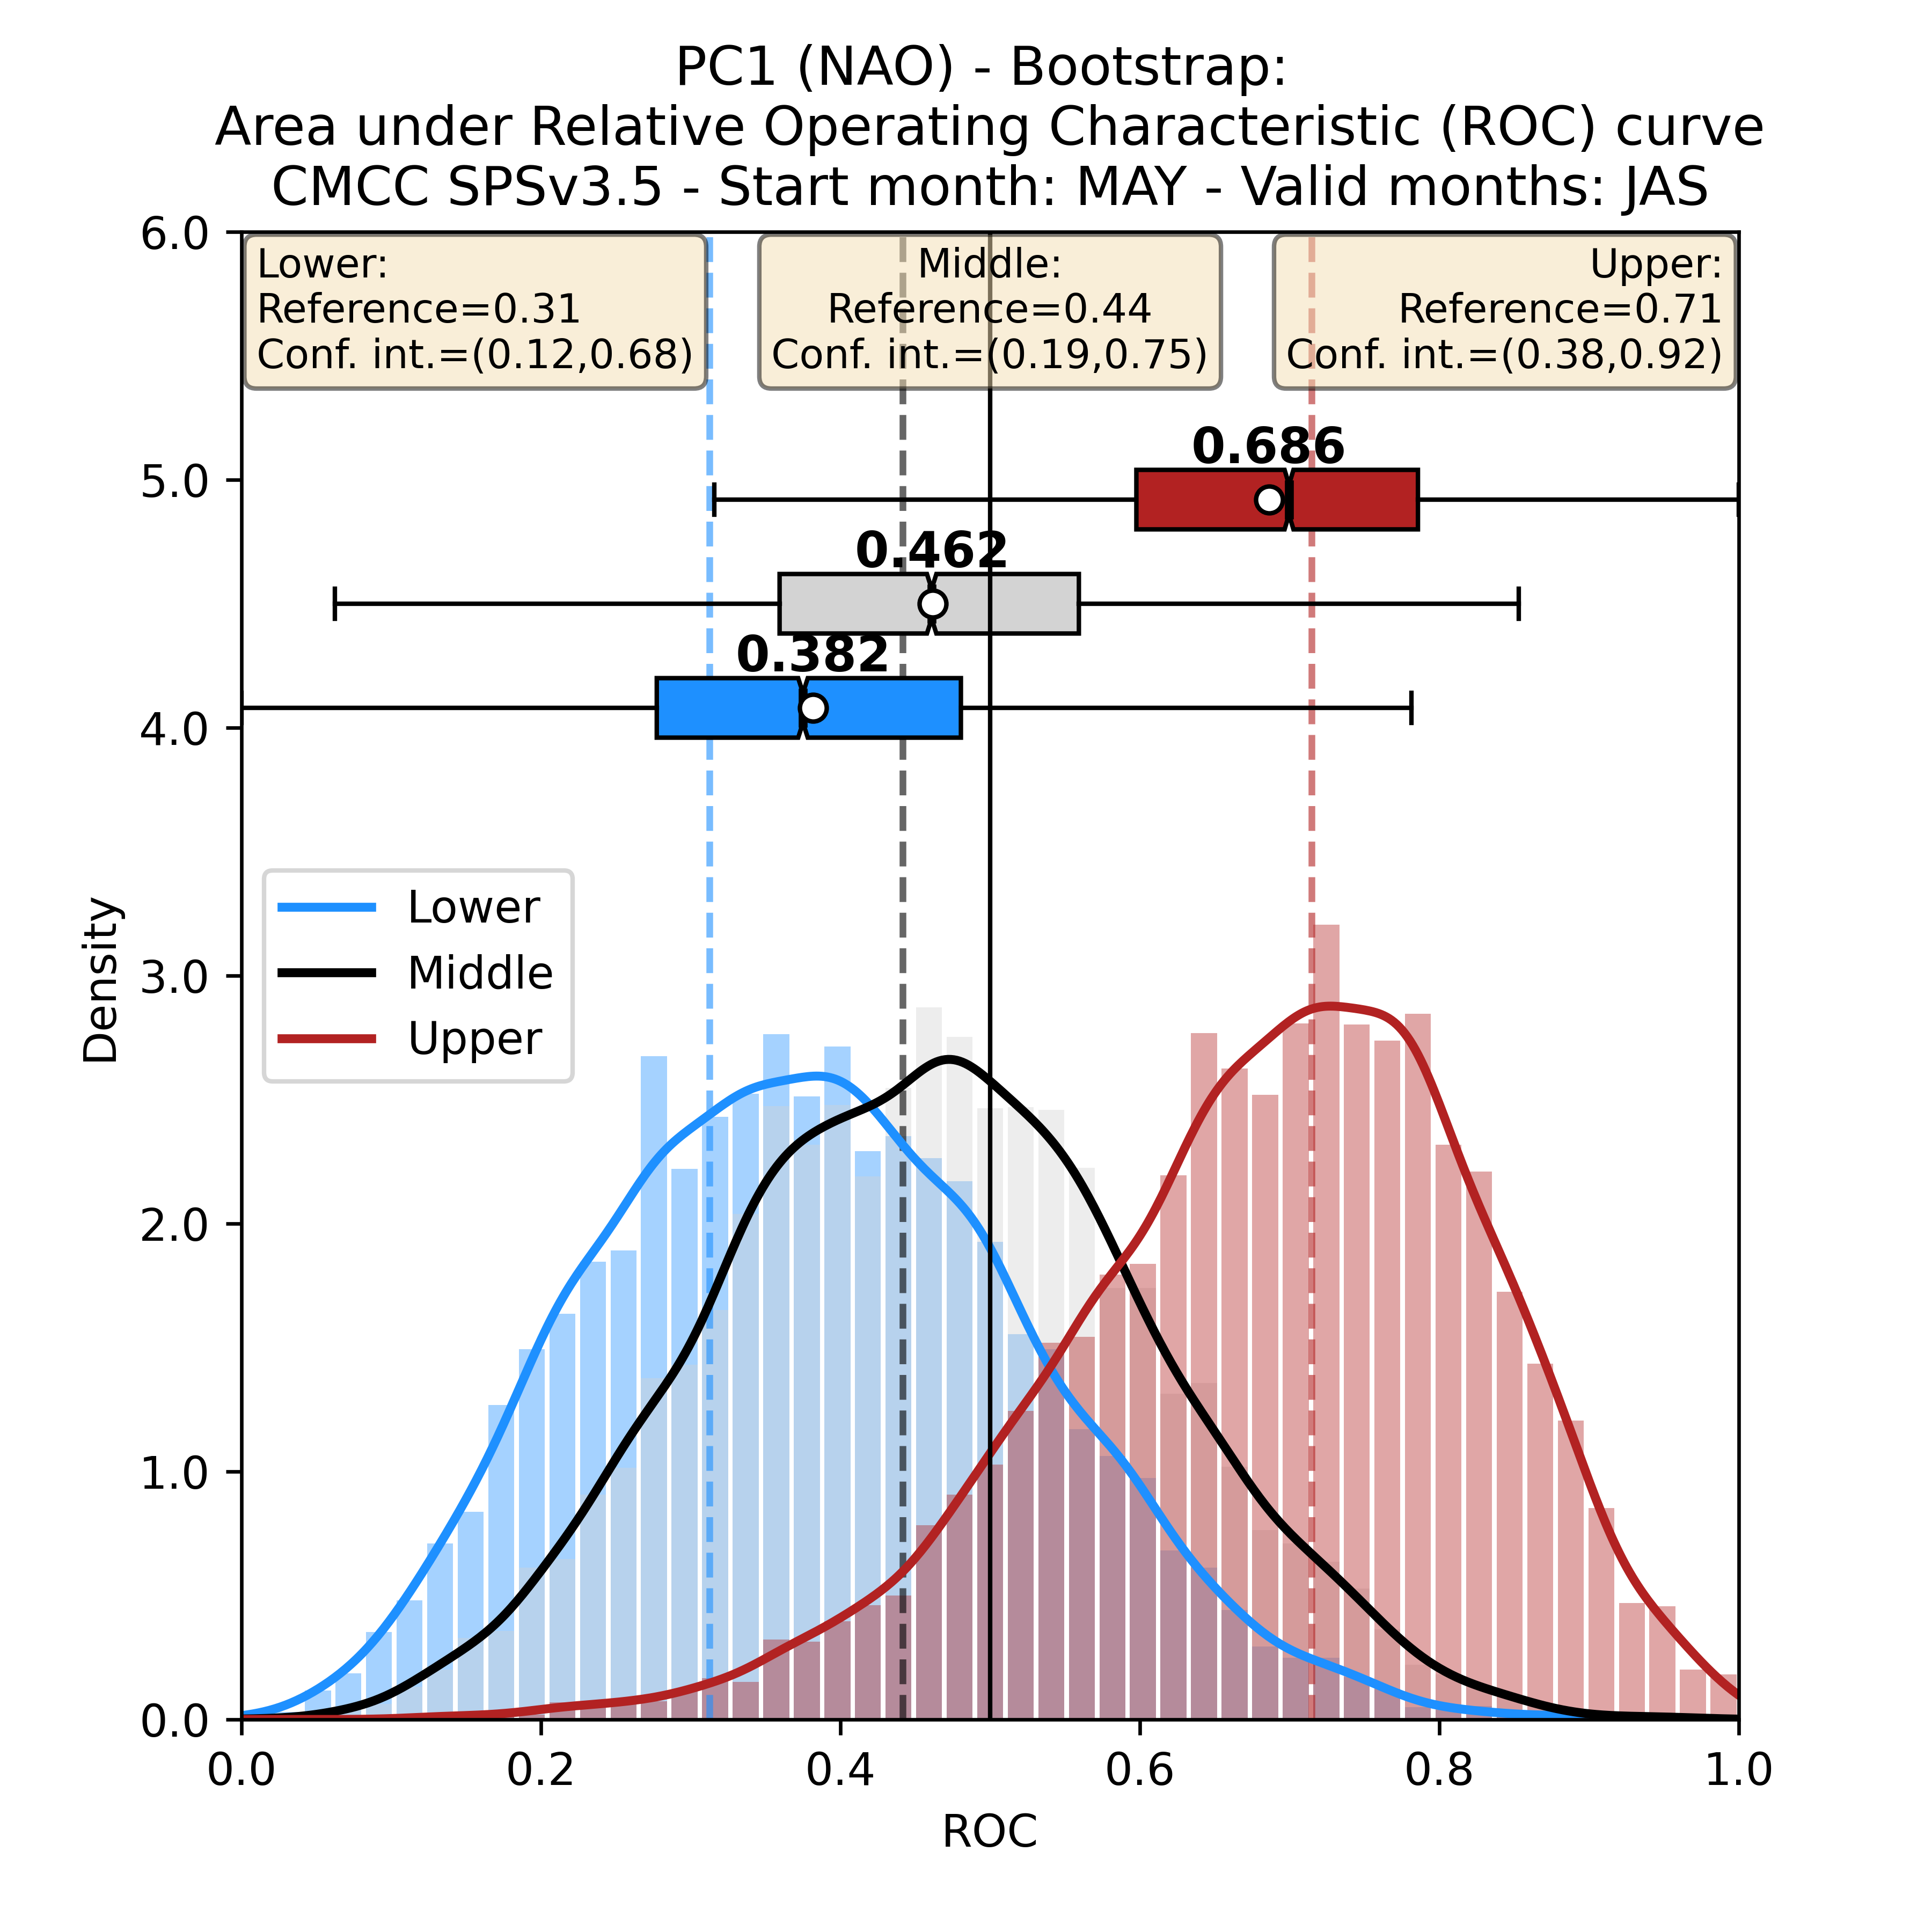 PC1 (NAO) - Bootstrap:
Area under Relative Operating Characteristic (ROC) curve
CMCC SPSv3.5 - Start month: MAY - Valid months: JAS
Lower:
Reference=0.31
Conf. int.=(0.12,0.68)
Middle:
Reference=0.44
Conf. int.=(0.19,0.75)
Upper:
Reference=0.71
Conf. int.=(0.38,0.92)
0.686
0.462
0.382
Lower
Middle
Upper
Density
6.0
5.0
4.0
3.0
2.0
1.0
0.0
0.0 0.2 0.4 0.6 0.8 1.0
ROC